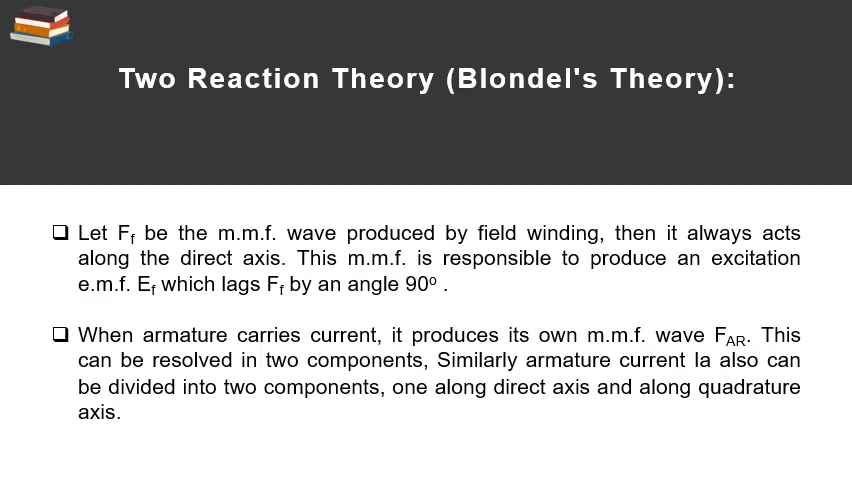 Two Reaction Theory (Blondel's Theory):
❑ Let Ff be the m.m.f. wave produced by field winding, then it always acts
along the direct axis. This m.m.f. is responsible to produce an excitation
e.m.f. Ef which lags Ff by an angle 90º .
❑ When armature carries current, it produces its own m.m.f. wave FAR. This
can be resolved in two components, Similarly armature current Ia also can
be divided into two components, one along direct axis and along quadrature
axis.